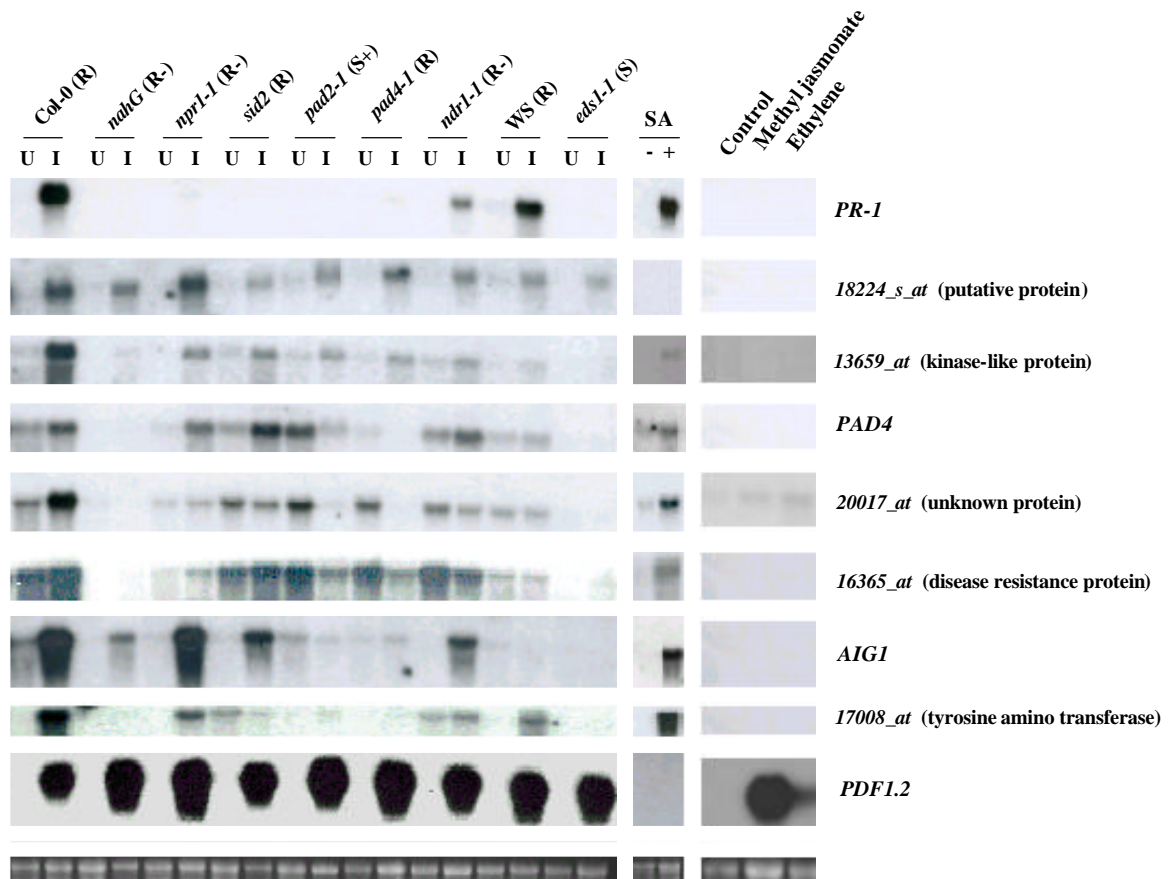 Col-0 (R) nahG (R-) npr1-1 (R-) sid2 (R) pad2-1 (S+) pad4-1 (R) ndr1-1 (R-) WS (R) eds1-1 (S) SA Control Methyl jasmonate Ethylene
U I U I U I U I U I U I U I U I U I - +
PR-1
18224_s_at (putative protein)
13659_at (kinase-like protein)
PAD4
20017_at (unknown protein)
16365_at (disease resistance protein)
AIG1
17008_at (tyrosine amino transferase)
PDF1.2